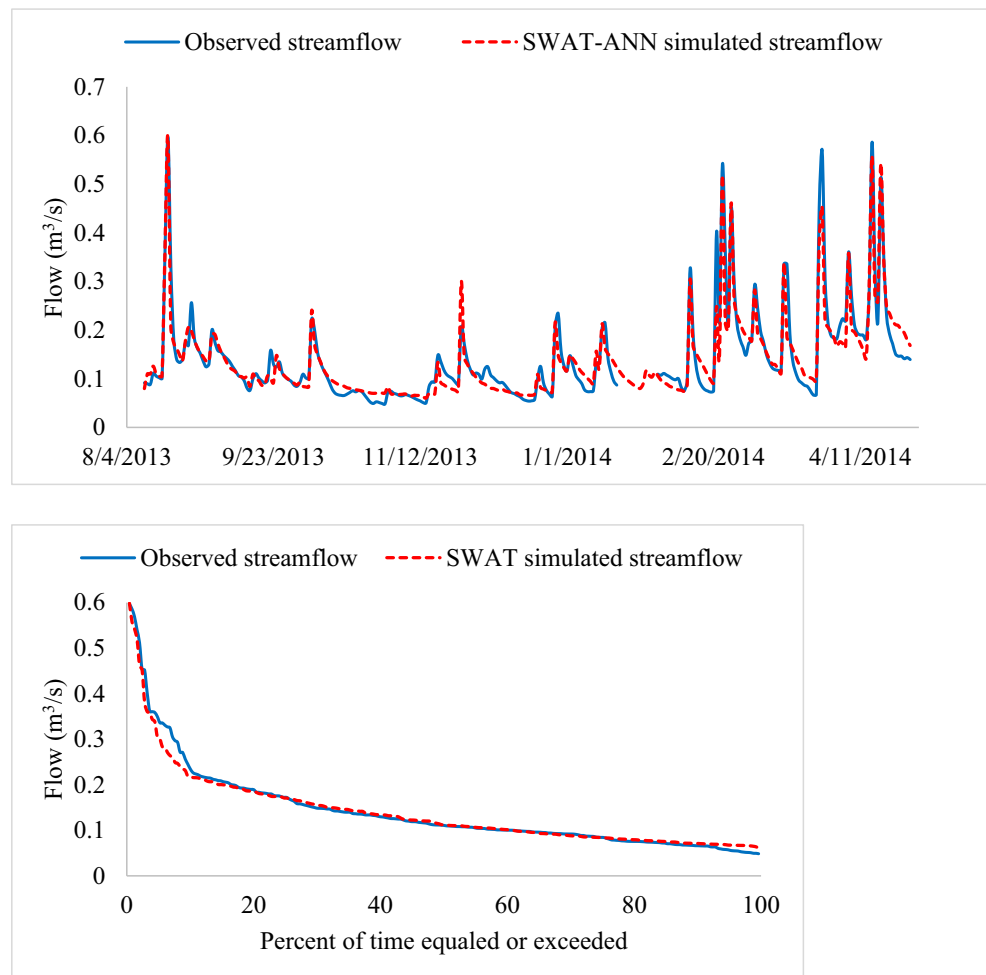 Observed streamflow SWAT-ANN simulated streamflow
0.7
0.6
0.5
0.4
0.3
0.2
0.1
0
Flow (m³/s)
8/4/2013 9/23/2013 11/12/2013 1/1/2014 2/20/2014 4/11/2014
Observed streamflow SWAT simulated streamflow
0.6
0.5
0.4
0.3
0.2
0.1
0
Flow (m³/s)
0 20 40 60 80 100
Percent of time equaled or exceeded